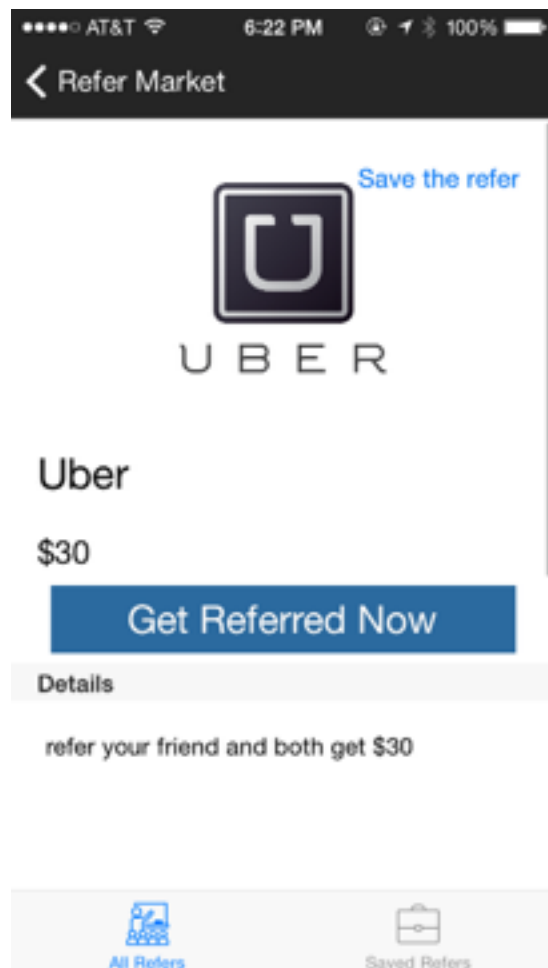 AT&T 6:22 PM 100%
Refer Market
Save the refer
U
UBER
Uber
$30
Get Referred Now
Details
refer your friend and both get $30
All Refers Saved Refers